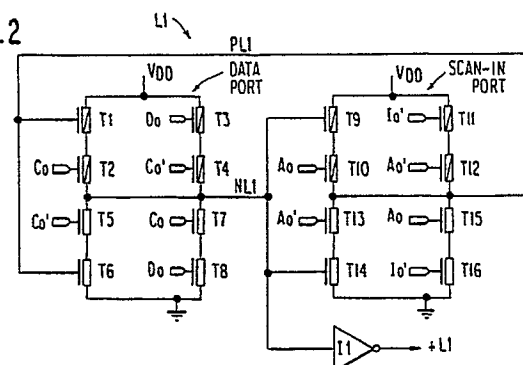 .2
L1
PL1
VDD
DATA
PORT
VDD
SCAN-IN
PORT
T1
D0
T3
T9
I0'
T11
C0
T2
C0'
T4
A0
T10
A0'
T12
NL1
C0'
T5
C0
T7
A0'
T13
A0
T15
T6
D0
T8
T14
I0'
T16
I1
+L1